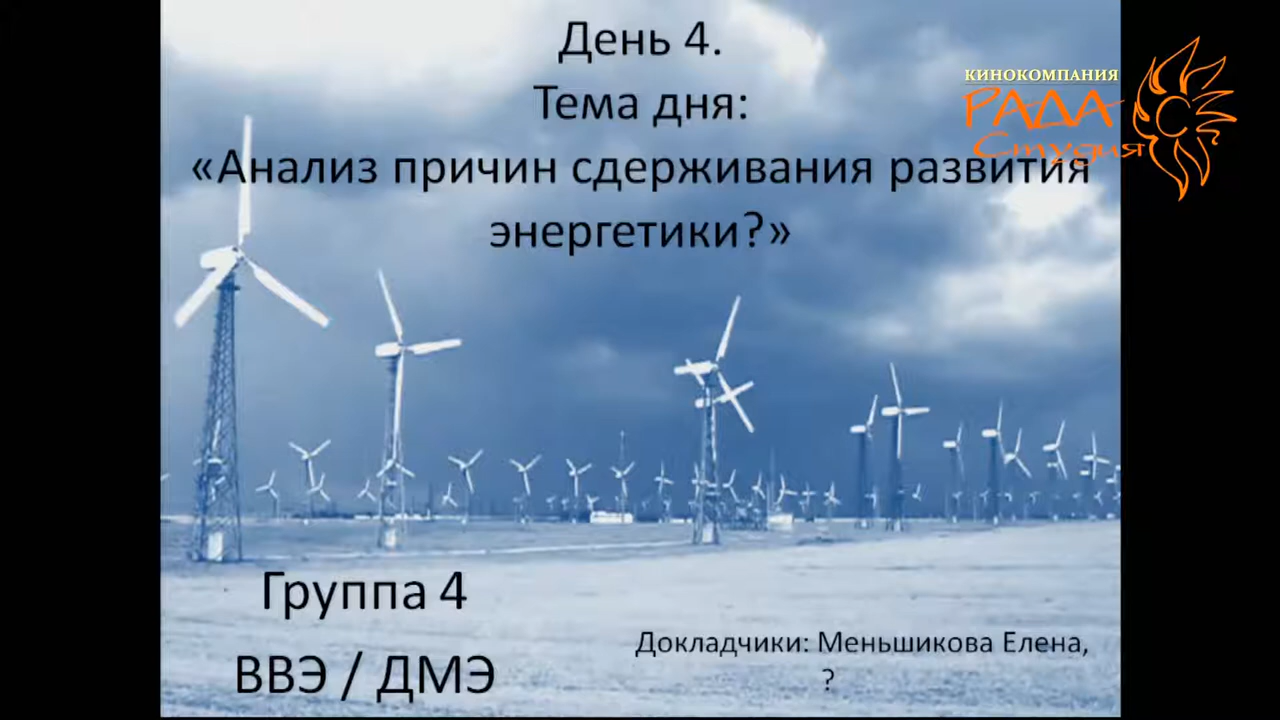 День 4.
Тема дня:
«Анализ причин сдерживания развития
энергетики?»
КИНОКОМПАНИЯ
РАДА
Студия
Группа 4
ВВЭ / ДМЭ
Докладчики: Меньшикова Елена,
?